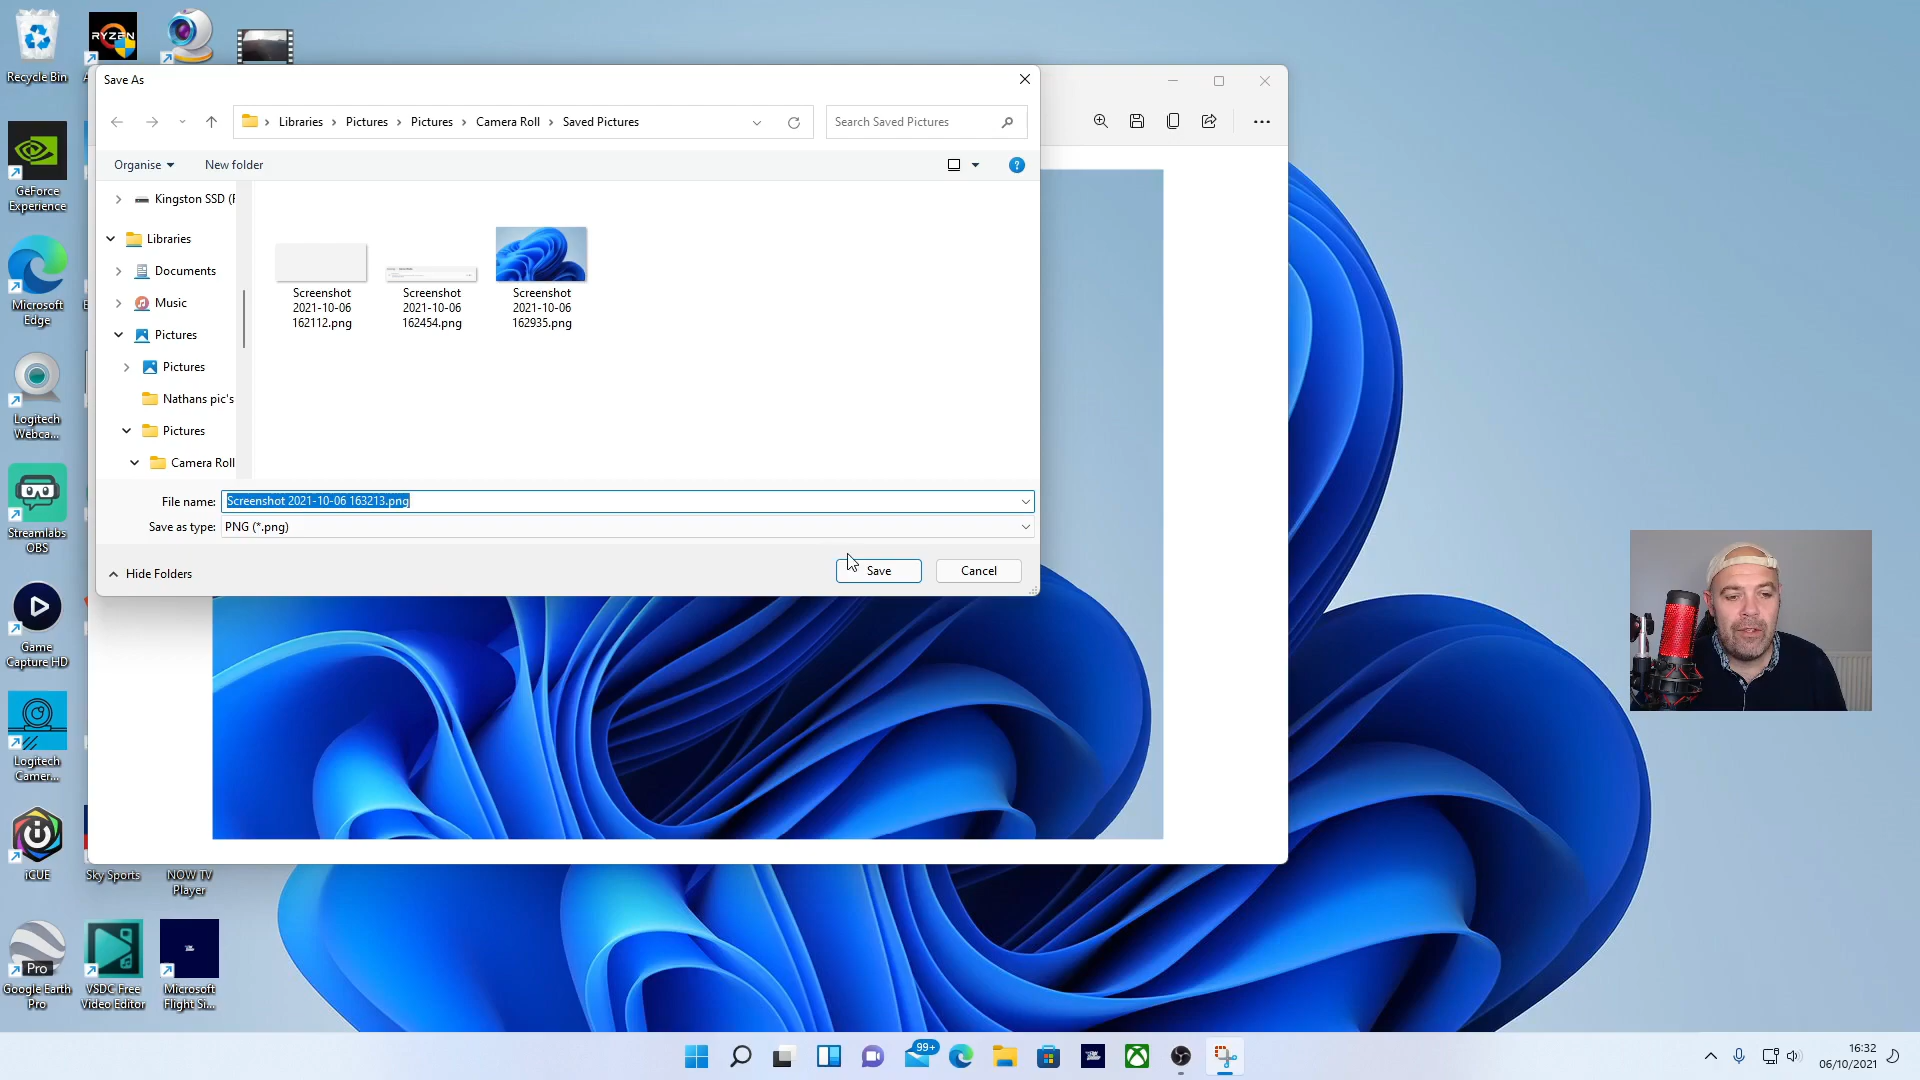 RYZEN
Recycle Bin
Save As
Libraries
Pictures
Pictures
Camera Roll
Saved Pictures
Search Saved Pictures
Organise
New folder
Kingston SSD (F
Libraries
Documents
Music
Pictures
Pictures
Nathans pic's
Pictures
Camera Roll
Screenshot
2021-10-06
162112.png
Screenshot
2021-10-06
162454.png
Screenshot
2021-10-06
162935.png
File name:
Screenshot 2021-10-06 163213.png
Save as type:
PNG (*.png)
Hide Folders
Save
Cancel
GeForce
Experience
Microsoft
Edge
Logitech
Webca...
Streamlabs
OBS
Game
Capture HD
Logitech
Camer...
iCUE
Sky Sports
NOW TV
Player
Pro
Google Earth
Pro
VSDC Free
Video Editor
Microsoft
Flight Si...
99+
16:32
06/10/2021